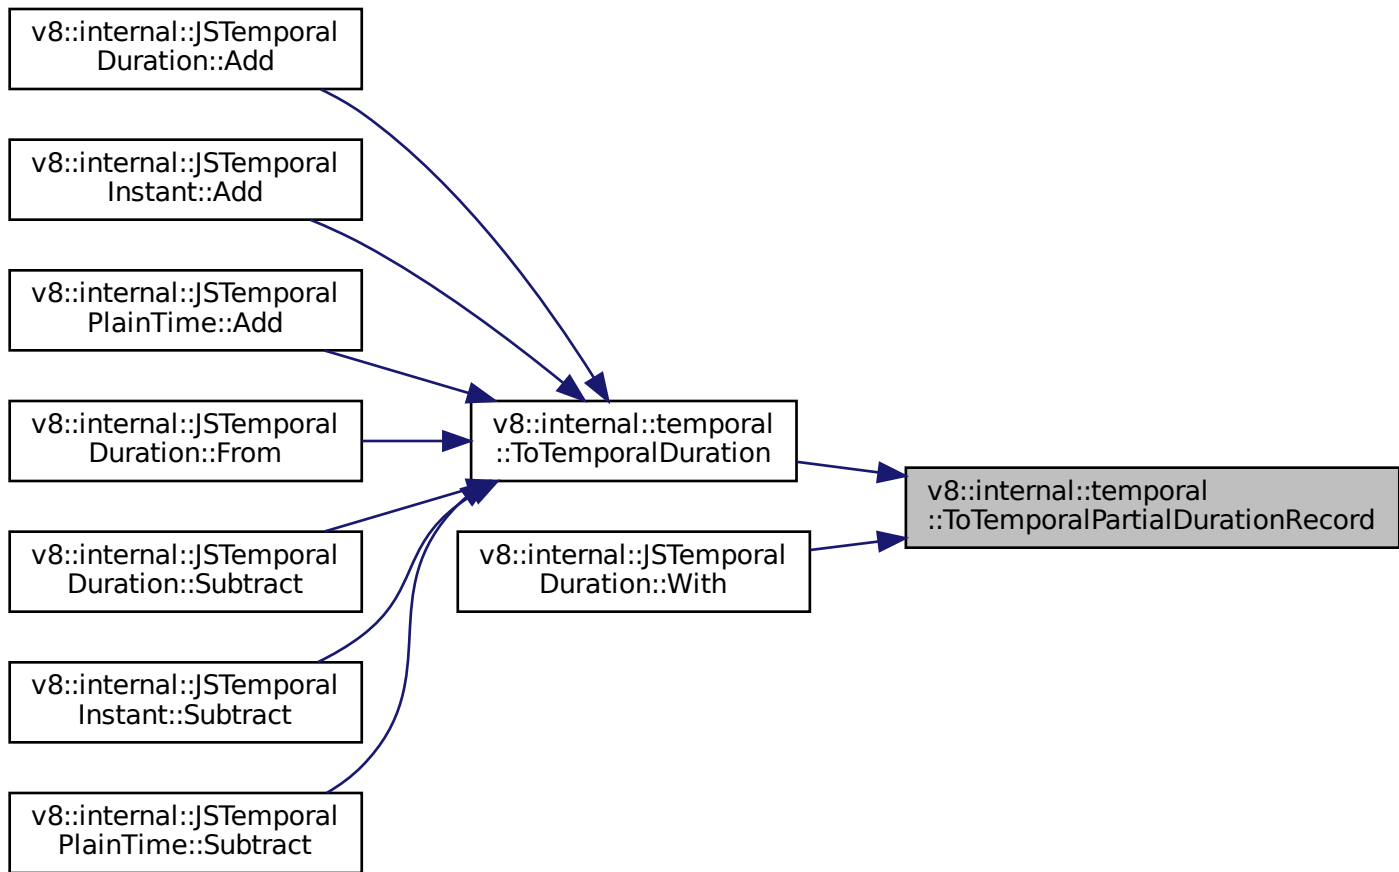 v8::internal::JSTemporal
Duration::Add
v8::internal::JSTemporal
Instant::Add
v8::internal::JSTemporal
PlainTime::Add
v8::internal::JSTemporal
Duration::From
v8::internal::JSTemporal
Duration::Subtract
v8::internal::JSTemporal
Instant::Subtract
v8::internal::JSTemporal
PlainTime::Subtract
v8::internal::temporal
::ToTemporalDuration
v8::internal::JSTemporal
Duration::With
v8::internal::temporal
::ToTemporalPartialDurationRecord